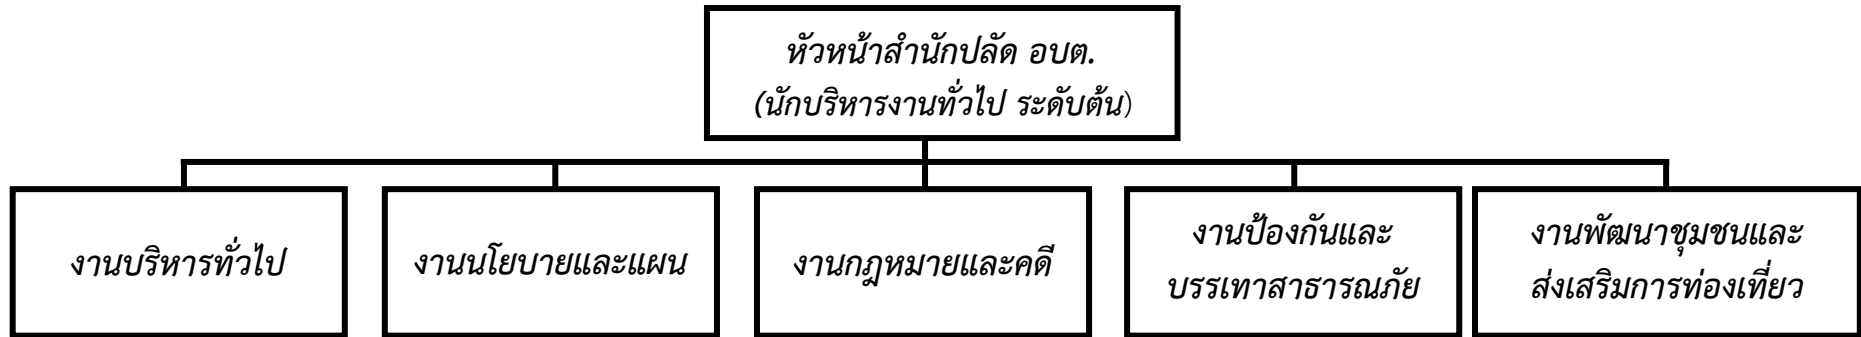 หัวหน้าสำนักปลัด อบต.
(นักบริหารงานทั่วไป ระดับต้น)
งานบริหารทั่วไป
งานนโยบายและแผน
งานกฎหมายและคดี
งานป้องกันและ
บรรเทาสาธารณภัย
งานพัฒนาชุมชนและ
ส่งเสริมการท่องเที่ยว